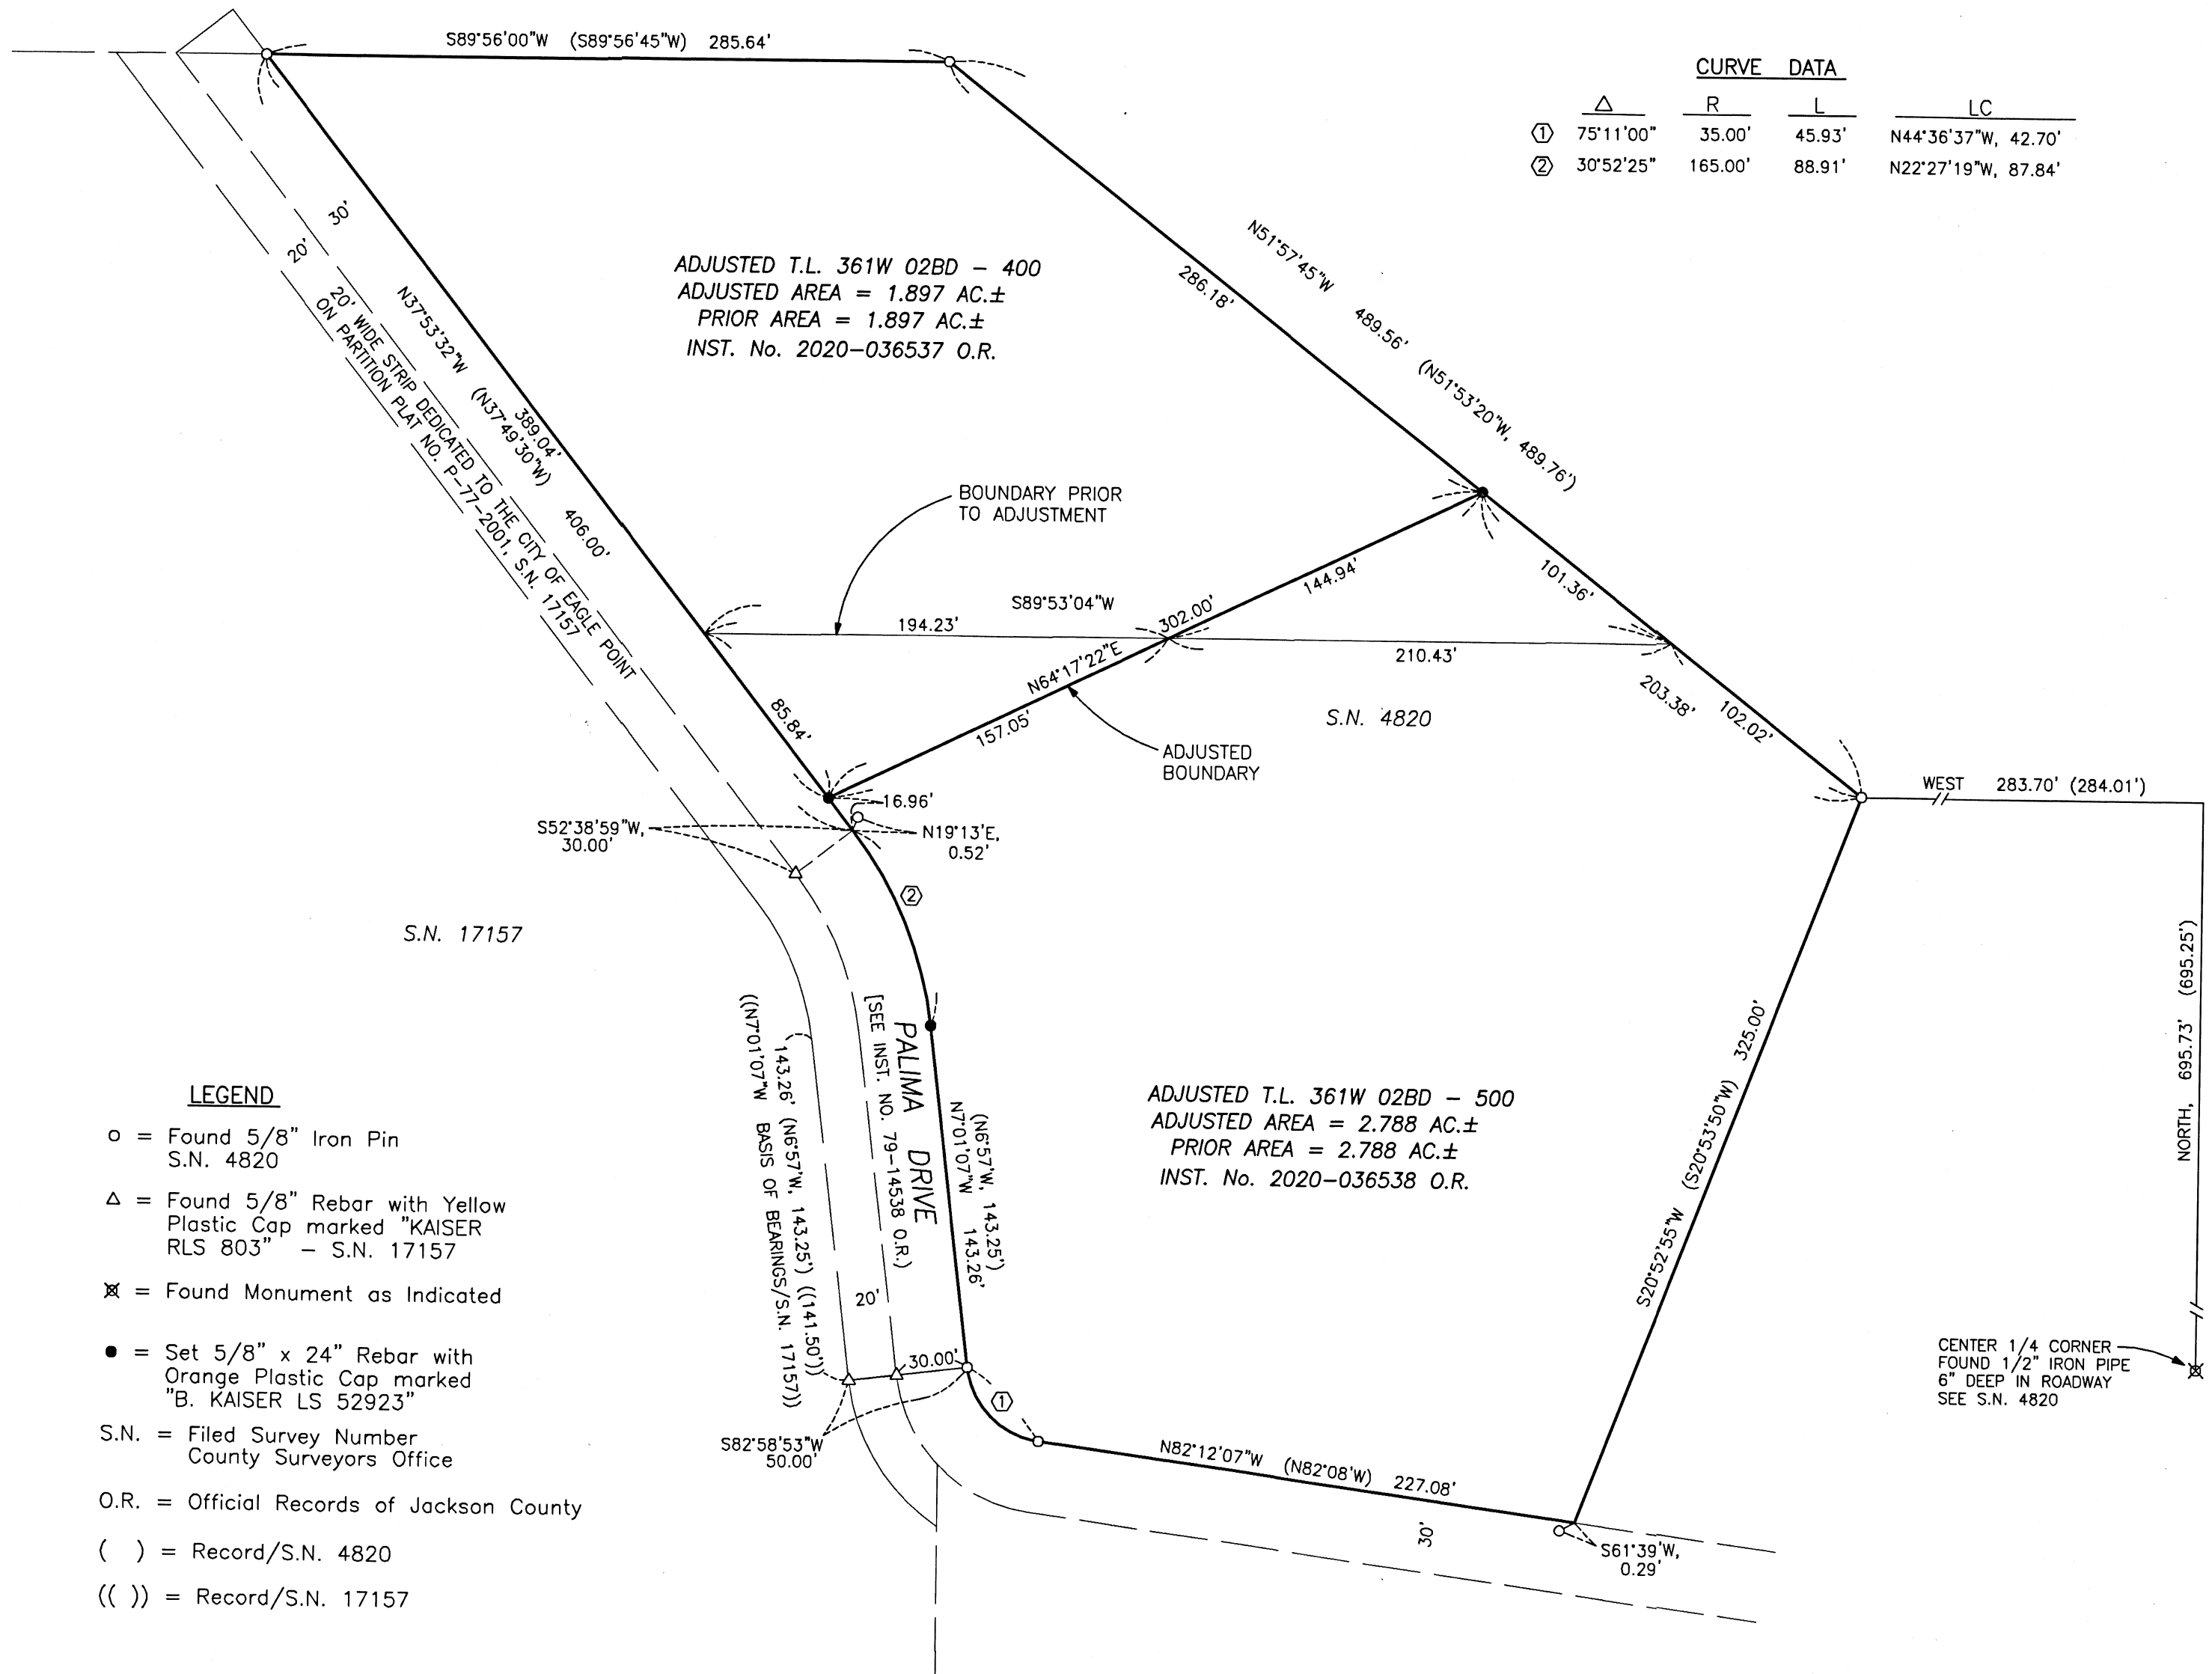 S89°56'00"W (S89°56'45"W) 285.64'
CURVE DATA
△ R L LC
1 75°11'00" 35.00' 45.93' N44°36'37"W, 42.70'
2 30°52'25" 165.00' 88.91' N22°27'19"W, 87.84'
30'
20'
20' WIDE STRIP DEDICATED TO THE CITY OF EAGLE POINT
ON PARTITION PLAT NO. P-77-2001, S.N. 17157
N37°53'32"W 389.04' 406.00'
(N37°49'30"W)
ADJUSTED T.L. 361W 02BD - 400
ADJUSTED AREA = 1.897 AC.±
PRIOR AREA = 1.897 AC.±
INST. No. 2020-036537 O.R.
N51°57'45"W 489.56' (N51°53'20"W, 489.76')
286.18'
BOUNDARY PRIOR
TO ADJUSTMENT
S89°53'04"W
194.23'
210.43'
144.94'
302.00'
N64°17'22"E
157.05'
101.36'
203.38'
102.02'
85.84'
S.N. 4820
ADJUSTED
BOUNDARY
WEST 283.70' (284.01')
16.96'
S52°38'59"W,
30.00'
N19°13'E,
0.52'
2
S.N. 17157
NORTH, 695.73' (695.25')
S20°52'55"W (S20°53'50"W) 325.00'
PALIMA DRIVE
[SEE INST. NO. 79-14538 O.R.)
(N6°57'W, 143.25')
N7°01'07"W 143.26'
143.26' (N6°57'W, 143.25') ((141.50'))
((N7°01'07"W BASIS OF BEARINGS/S.N. 17157))
ADJUSTED T.L. 361W 02BD - 500
ADJUSTED AREA = 2.788 AC.±
PRIOR AREA = 2.788 AC.±
INST. No. 2020-036538 O.R.
20'
30.00'
1
S82°58'53"W
50.00'
N82°12'07"W (N82°08'W) 227.08'
30'
S61°39'W,
0.29'
CENTER 1/4 CORNER
FOUND 1/2" IRON PIPE
6" DEEP IN ROADWAY
SEE S.N. 4820
LEGEND
○ = Found 5/8" Iron Pin
S.N. 4820
△ = Found 5/8" Rebar with Yellow
Plastic Cap marked "KAISER
RLS 803" - S.N. 17157
= Found Monument as Indicated
● = Set 5/8" x 24" Rebar with
Orange Plastic Cap marked
"B. KAISER LS 52923"
S.N. = Filed Survey Number
County Surveyors Office
O.R. = Official Records of Jackson County
( ) = Record/S.N. 4820
(( )) = Record/S.N. 17157